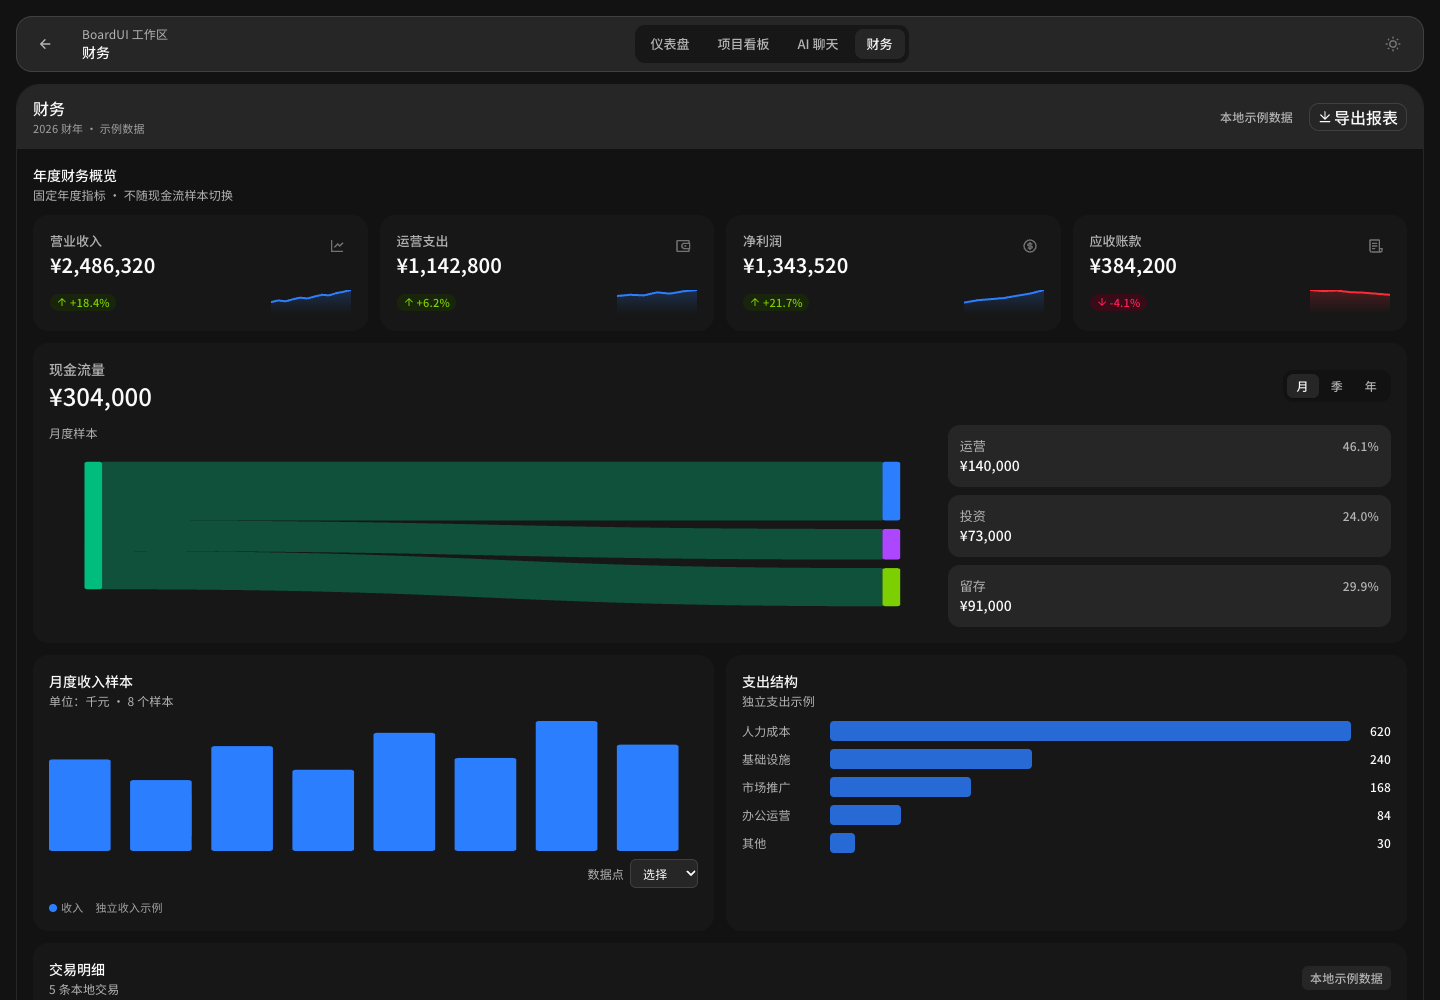 BoardUI 工作区
财务
仪表盘 项目看板 AI 聊天 财务
财务
2026 财年 · 示例数据
本地示例数据 导出报表
年度财务概览
固定年度指标 · 不随现金流样本切换
营业收入
¥2,486,320
+18.4%
运营支出
¥1,142,800
+6.2%
净利润
¥1,343,520
+21.7%
应收账款
¥384,200
-4.1%
现金流量
¥304,000
月 季 年
月度样本
运营 46.1%
¥140,000
投资 24.0%
¥73,000
留存 29.9%
¥91,000
月度收入样本
单位：千元 · 8 个样本
数据点 选择
收入 独立收入示例
支出结构
独立支出示例
人力成本 620
基础设施 240
市场推广 168
办公运营 84
其他 30
交易明细
5 条本地交易
本地示例数据